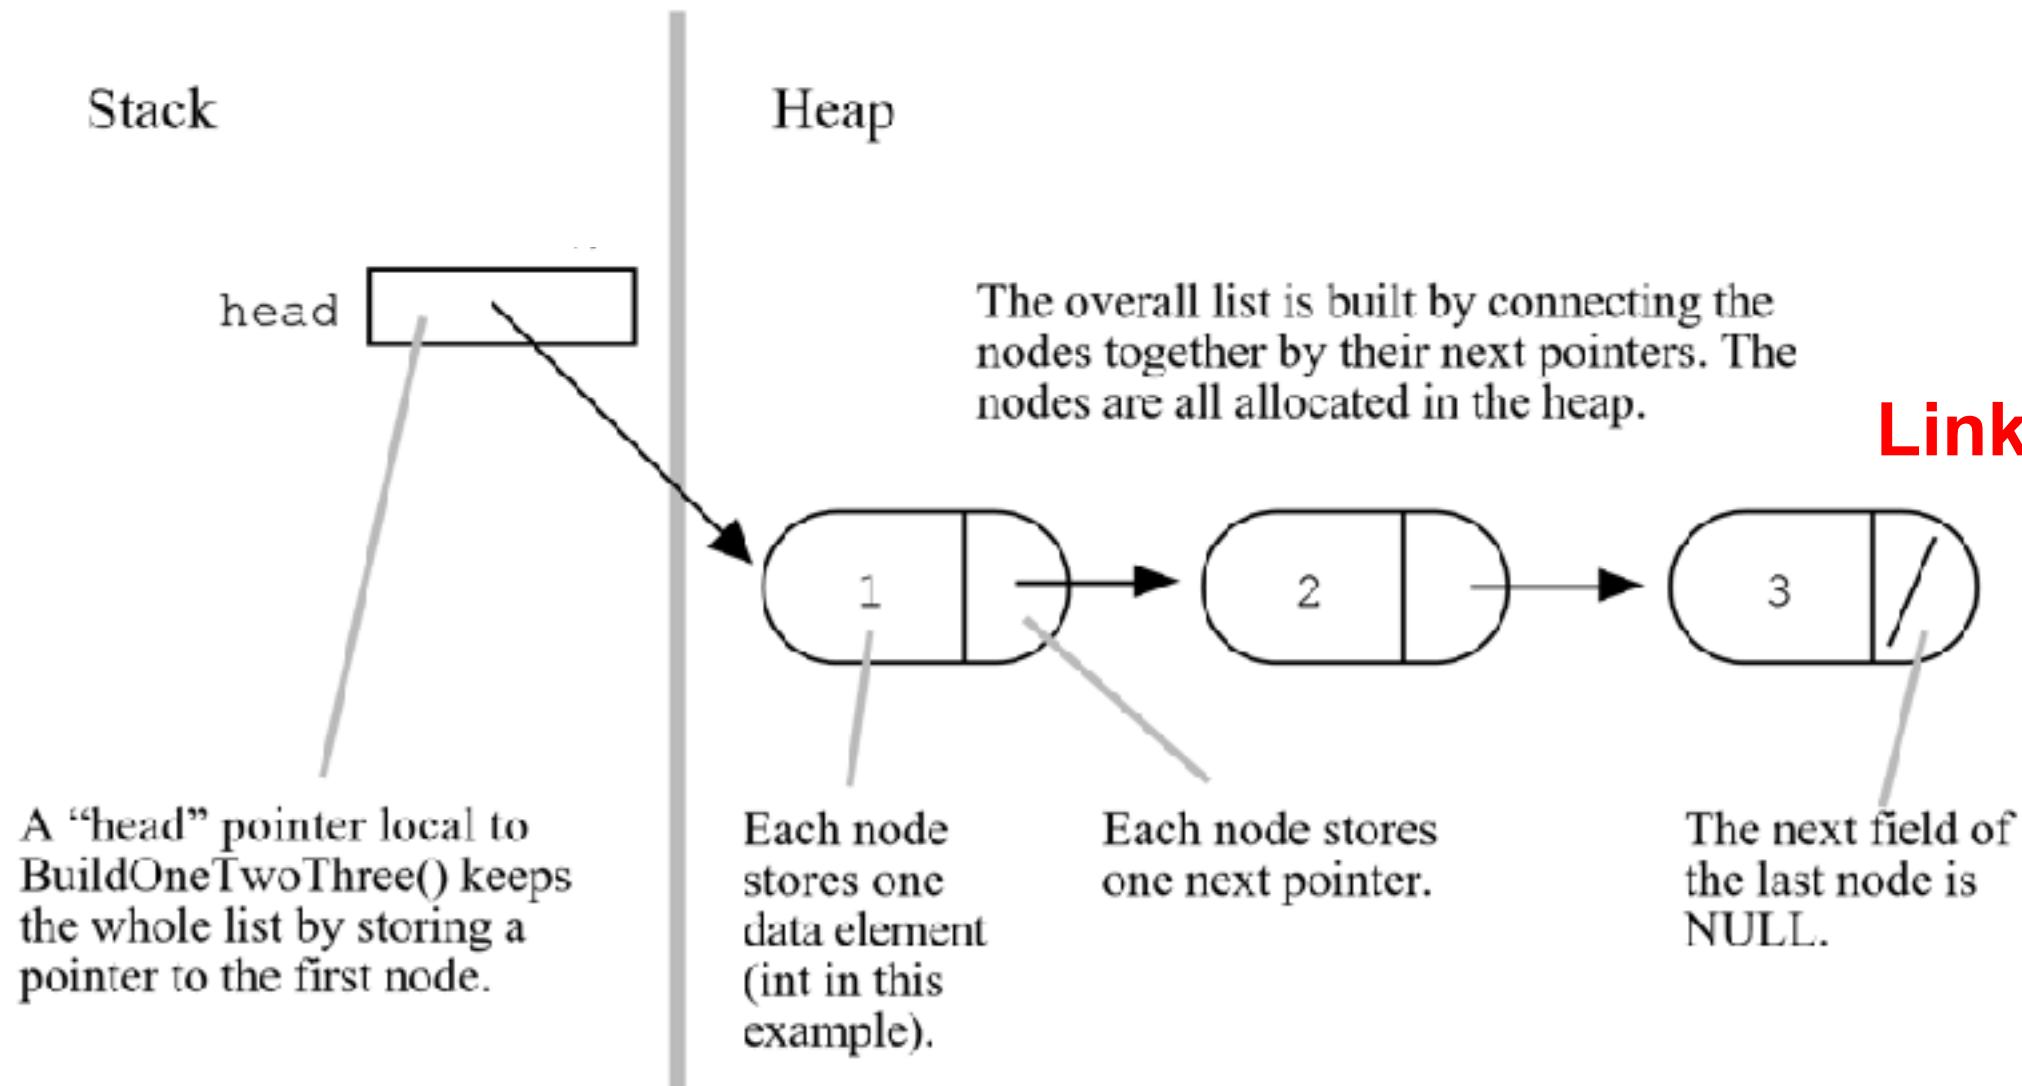 Stack
Heap
head
The overall list is built by connecting the
nodes together by their next pointers. The
nodes are all allocated in the heap.
Link
1
2
3
A “head” pointer local to
BuildOneTwoThree() keeps
the whole list by storing a
pointer to the first node.
Each node
stores one
data element
(int in this
example).
Each node stores
one next pointer.
The next field of
the last node is
NULL.